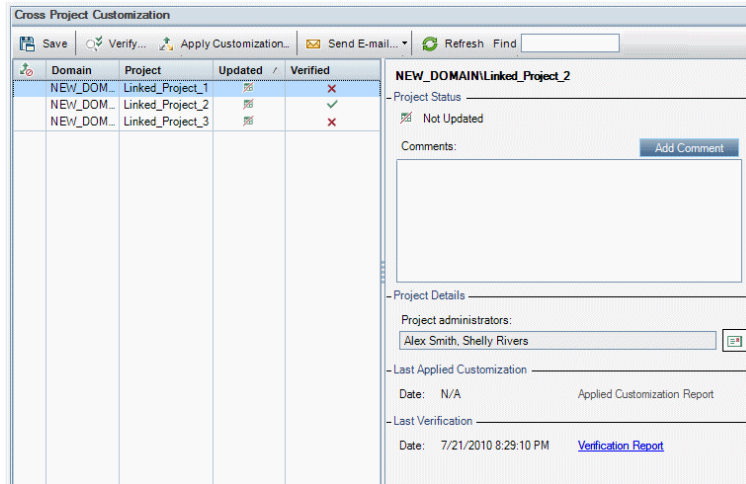 Cross Project Customization
Save Verify... Apply Customization... Send E-mail... Refresh Find
Domain Project Updated / Verified
NEW_DOM... Linked_Project_1
NEW_DOM... Linked_Project_2
NEW_DOM... Linked_Project_3
NEW_DOMAIN\Linked_Project_2
Project Status
Not Updated
Comments: Add Comment
Project Details
Project administrators:
Alex Smith, Shelly Rivers
Last Applied Customization
Date: N/A Applied Customization Report
Last Verification
Date: 7/21/2010 8:29:10 PM Verification Report